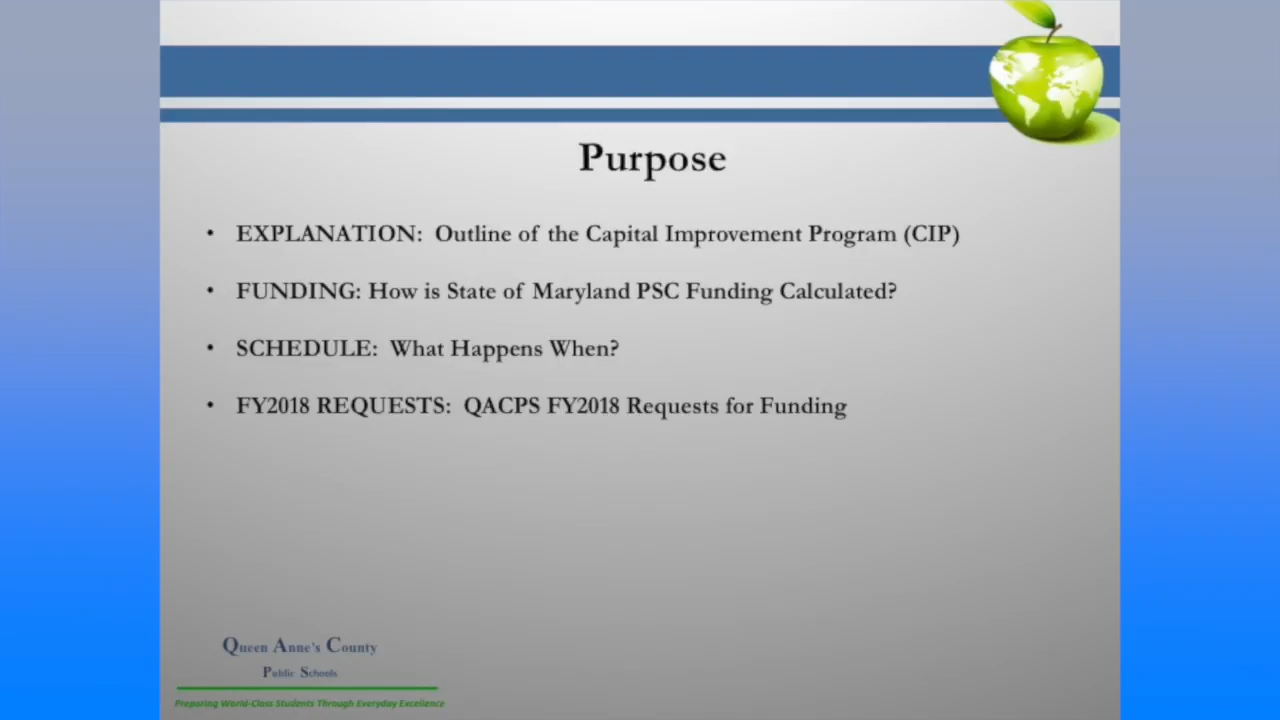 Purpose
• EXPLANATION: Outline of the Capital Improvement Program (CIP)
• FUNDING: How is State of Maryland PSC Funding Calculated?
• SCHEDULE: What Happens When?
• FY2018 REQUESTS: QACPS FY2018 Requests for Funding
Queen Anne's County
Public Schools
Preparing World-Class Students Through Everyday Excellence